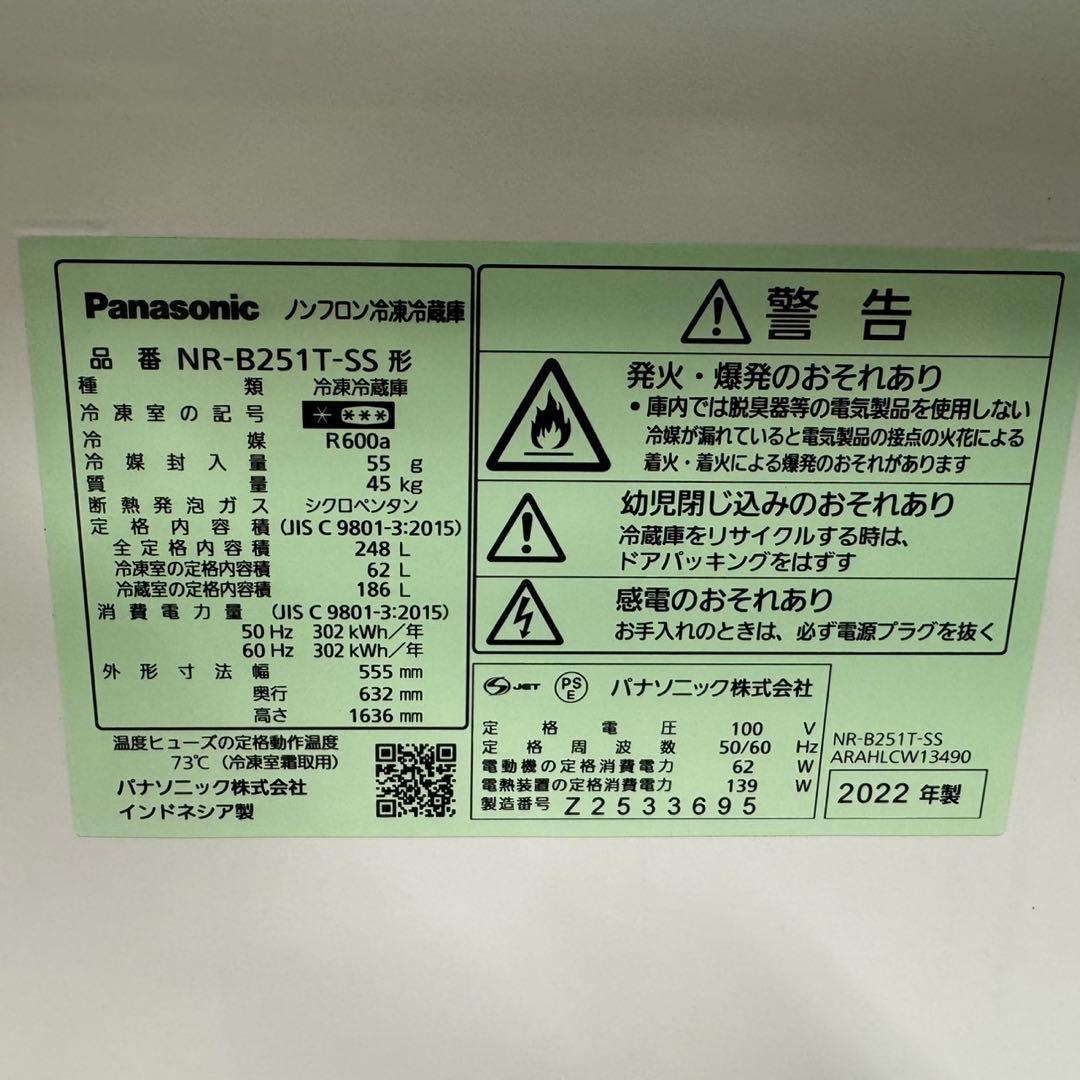 Panasonic ノンフロン冷凍冷蔵庫
品番 NR-B251T-SS 形
種類 冷凍冷蔵庫
冷凍室の記号 * ***
冷媒 R600a
冷媒封入量 55 g
質量 45 kg
断熱発泡ガス シクロペンタン
定格内容積 (JIS C 9801-3:2015)
全定格内容積 248 L
冷凍室の定格内容積 62 L
冷蔵室の定格内容積 186 L
消費電力量 (JIS C 9801-3:2015)
50 Hz 302 kWh/年
60 Hz 302 kWh/年
外形寸法 幅 555 mm
奥行 632 mm
高さ 1636 mm
温度ヒューズの定格動作温度
73℃（冷凍室霜取用）
パナソニック株式会社
インドネシア製
警告
発火・爆発のおそれあり
• 庫内では脱臭器等の電気製品を使用しない
冷媒が漏れていると電気製品の接点の火花による
着火・着火による爆発のおそれがあります
幼児閉じ込みのおそれあり
冷蔵庫をリサイクルする時は、
ドアパッキングをはずす
感電のおそれあり
お手入れのときは、必ず電源プラグを抜く
S JET PS E パナソニック株式会社
定格電圧 100 V
定格周波数 50/60 Hz
電動機の定格消費電力 62 W
電熱装置の定格消費電力 139 W
製造番号 Z2533695
NR-B251T-SS
ARAHLCW13490
2022 年製